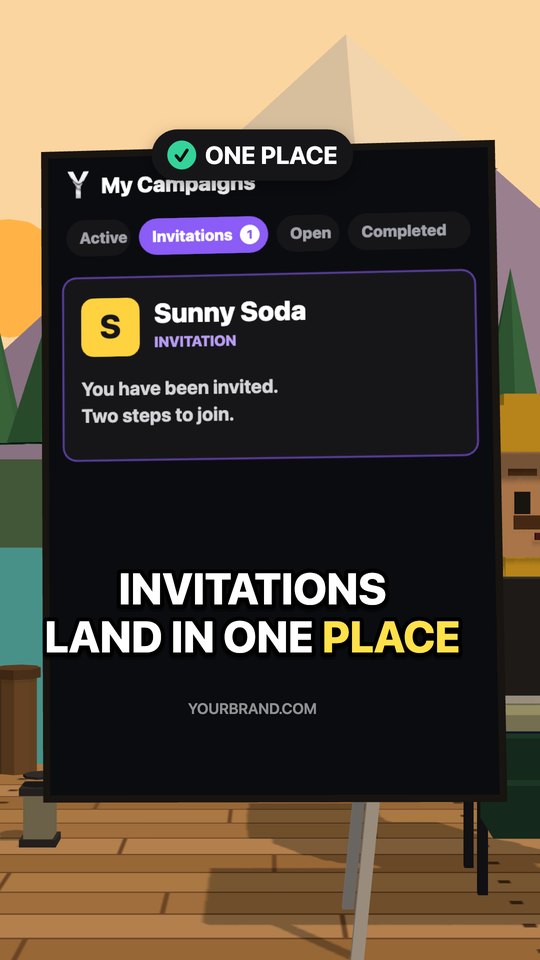 ONE PLACE
My Campaigns
Active
Invitations 1
Open
Completed
S
Sunny Soda
INVITATION
You have been invited.
Two steps to join.
INVITATIONS
LAND IN ONE PLACE
YOURBRAND.COM